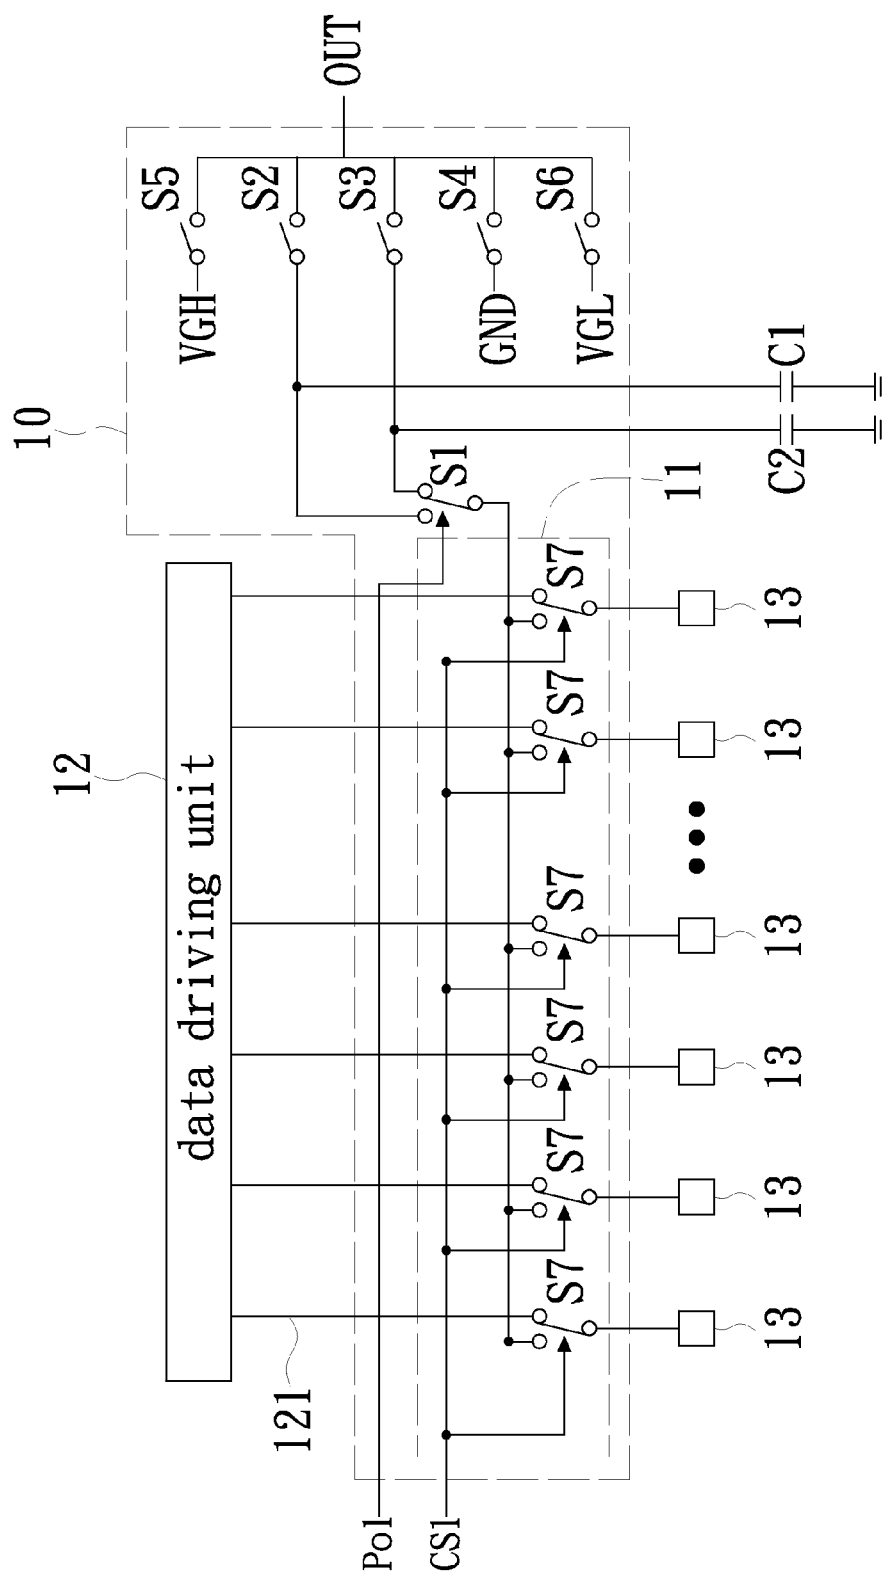 OUT
S5
S2
S3
S4
S6
VGH
GND
VGL
10
C1
C2
S1
11
12
data driving unit
S7
S7
S7
S7
S7
S7
13
13
13
13
13
13
121
Pol
CS1